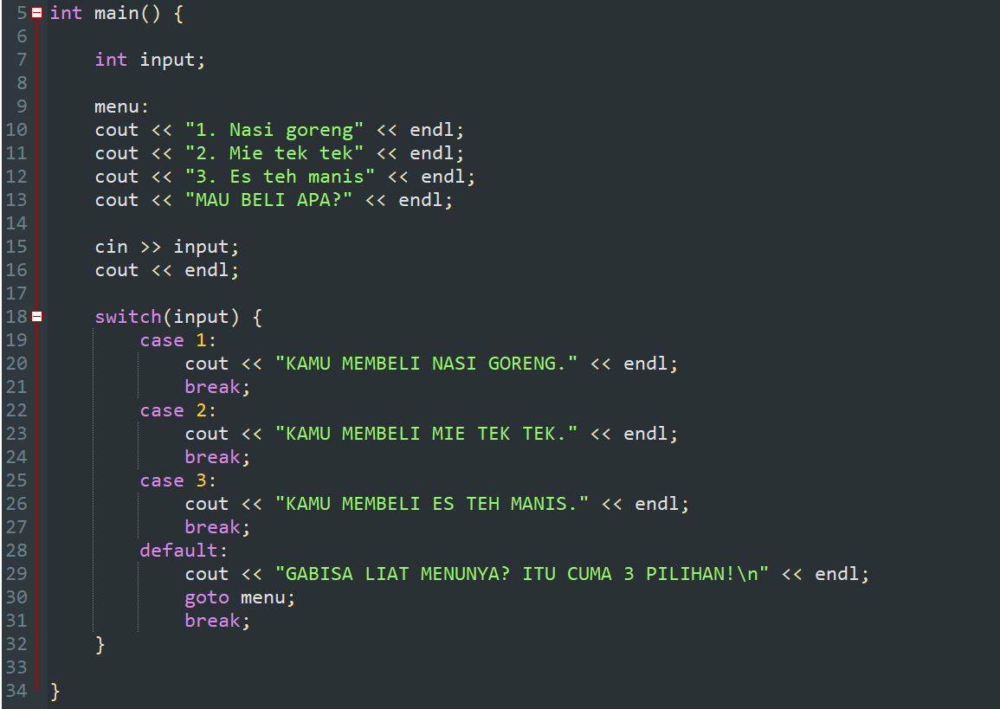 5 int main() {
6
7 int input;
8
9 menu:
10 cout << "1. Nasi goreng" << endl;
11 cout << "2. Mie tek tek" << endl;
12 cout << "3. Es teh manis" << endl;
13 cout << "MAU BELI APA?" << endl;
14
15 cin >> input;
16 cout << endl;
17
18 switch(input) {
19 case 1:
20 cout << "KAMU MEMBELI NASI GORENG." << endl;
21 break;
22 case 2:
23 cout << "KAMU MEMBELI MIE TEK TEK." << endl;
24 break;
25 case 3:
26 cout << "KAMU MEMBELI ES TEH MANIS." << endl;
27 break;
28 default:
29 cout << "GABISA LIAT MENUNYA? ITU CUMA 3 PILIHAN!\n" << endl;
30 goto menu;
31 break;
32 }
33
34 }